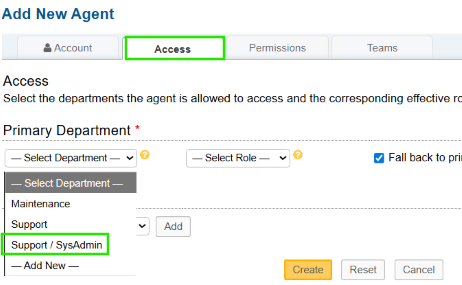 Add New Agent
Account Access Permissions Teams
Access
Select the departments the agent is allowed to access and the corresponding effective
Primary Department *
— Select Department — — Select Role — Fall back to
— Select Department —
Maintenance
Support
Add
Support / SysAdmin
— Add New —
Create Reset Cancel